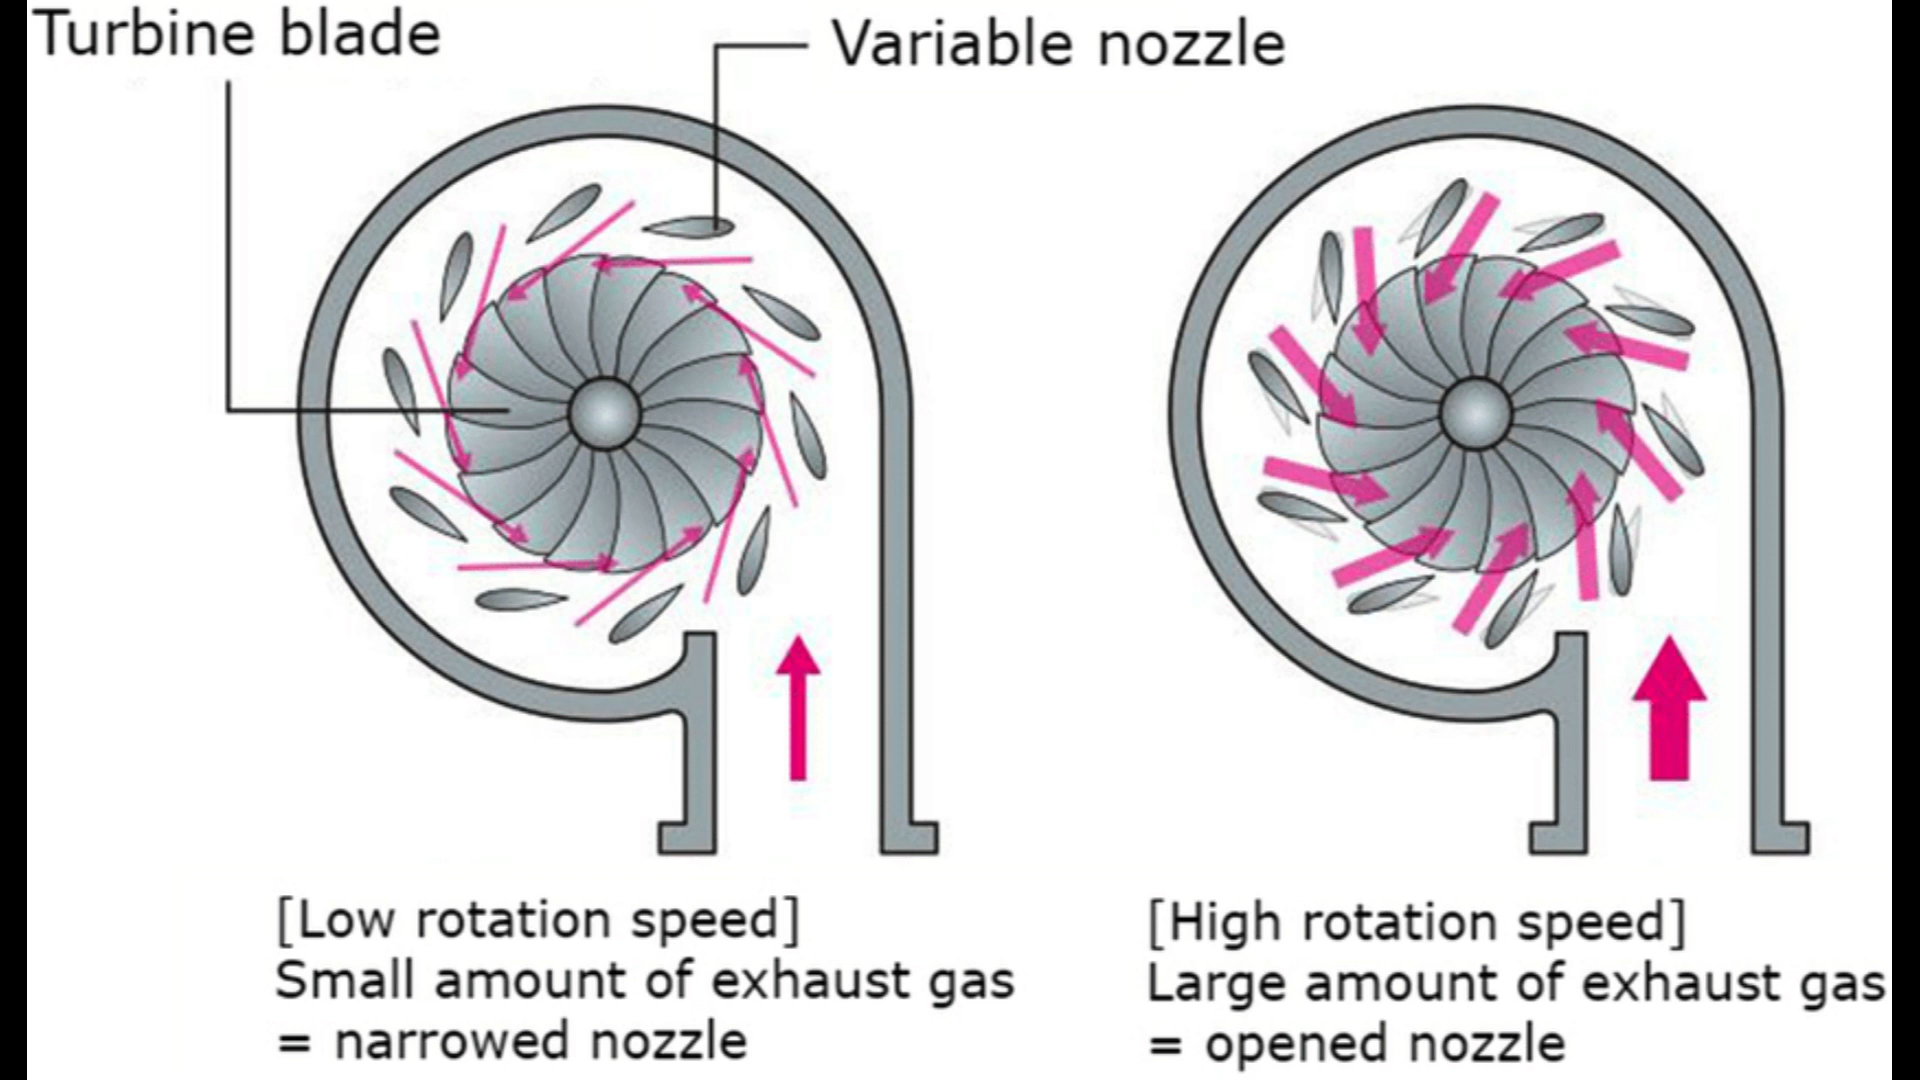 Turbine blade
Variable nozzle
[Low rotation speed]
Small amount of exhaust gas
= narrowed nozzle
[High rotation speed]
Large amount of exhaust gas
= opened nozzle